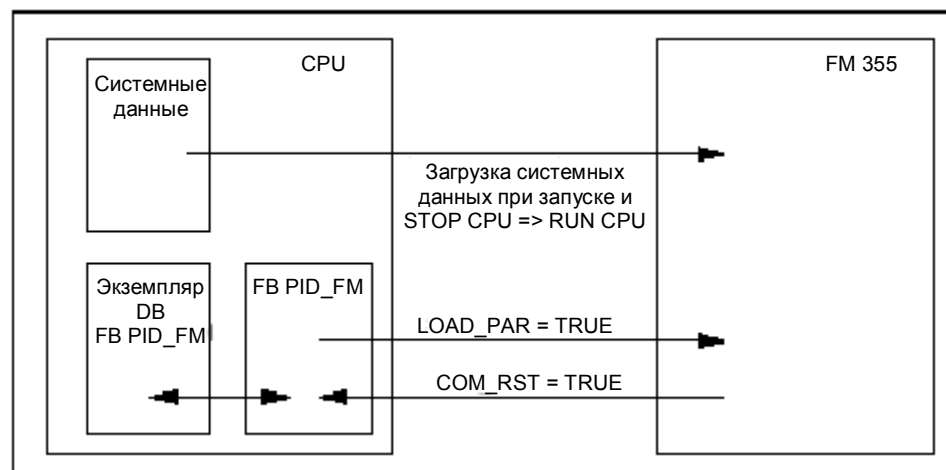 CPU
FM 355
Системные
данные
Загрузка системных
данных при запуске и
STOP CPU => RUN CPU
Экземпляр
DB
FB PID_FM
FB PID_FM
LOAD_PAR = TRUE
COM_RST = TRUE